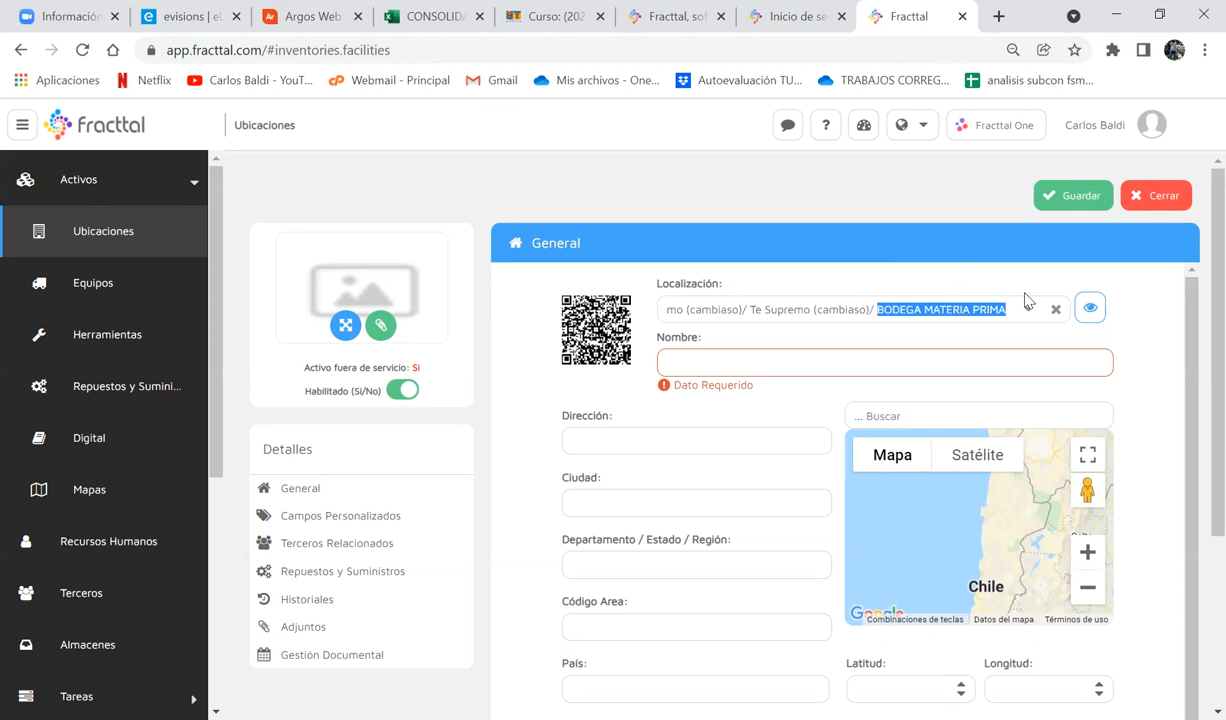 Información
evisions | el
Argos Web
CONSOLIDA
Curso: (202
Fracttal, sof
Inicio de se
Fracttal
app.fracttal.com/#inventories.facilities
Aplicaciones
Netflix
Carlos Baldi - YouT...
Webmail - Principal
Gmail
Mis archivos - One...
Autoevaluación TU...
TRABAJOS CORREG...
analisis subcon fsm...
fracttal
Ubicaciones
?
Fracttal One
Carlos Baldi
Activos
Ubicaciones
Equipos
Herramientas
Repuestos y Sumini...
Digital
Mapas
Recursos Humanos
Terceros
Almacenes
Tareas
Guardar
Cerrar
Activo fuera de servicio: Si
Habilitado (Si/No)
Detalles
General
Campos Personalizados
Terceros Relacionados
Repuestos y Suministros
Historiales
Adjuntos
Gestión Documental
General
Localización:
mo (cambiaso)/ Te Supremo (cambiaso)/ BODEGA MATERIA PRIMA
Nombre:
Dato Requerido
Dirección:
Ciudad:
Departamento / Estado / Región:
Código Area:
País:
... Buscar
Mapa
Satélite
Chile
Google
Combinaciones de teclas
Datos del mapa
Términos de uso
Latitud:
Longitud: